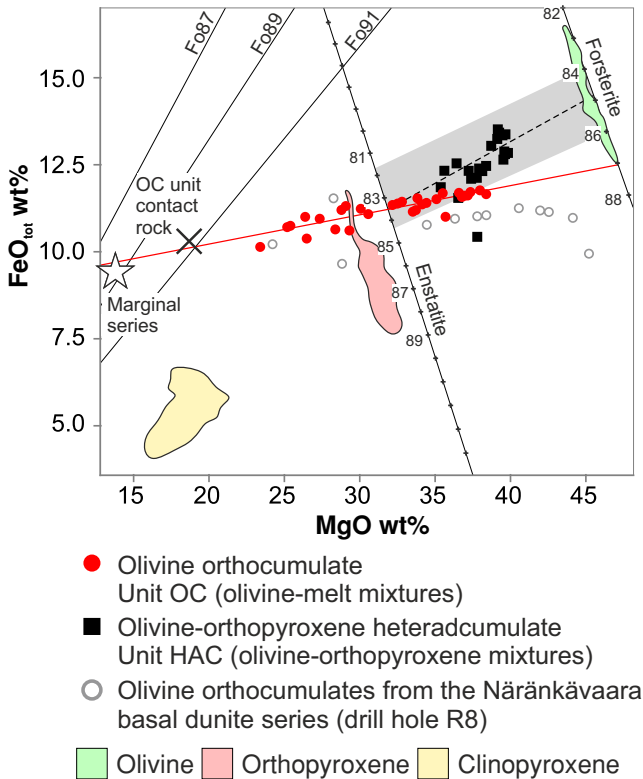 Fo87
Fo89
Fo91
82
84
Forsterite
86
88
81
83
85
87
89
Enstatite
OC unit
contact
rock
Marginal
series
15.0
12.5
10.0
7.5
5.0
FeOtot wt%
15
20
25
30
35
40
45
MgO wt%
Olivine orthocumulate
Unit OC (olivine-melt mixtures)
Olivine-orthopyroxene heteradcumulate
Unit HAC (olivine-orthopyroxene mixtures)
Olivine orthocumulates from the Näränkävaara
basal dunite series (drill hole R8)
Olivine Orthopyroxene Clinopyroxene